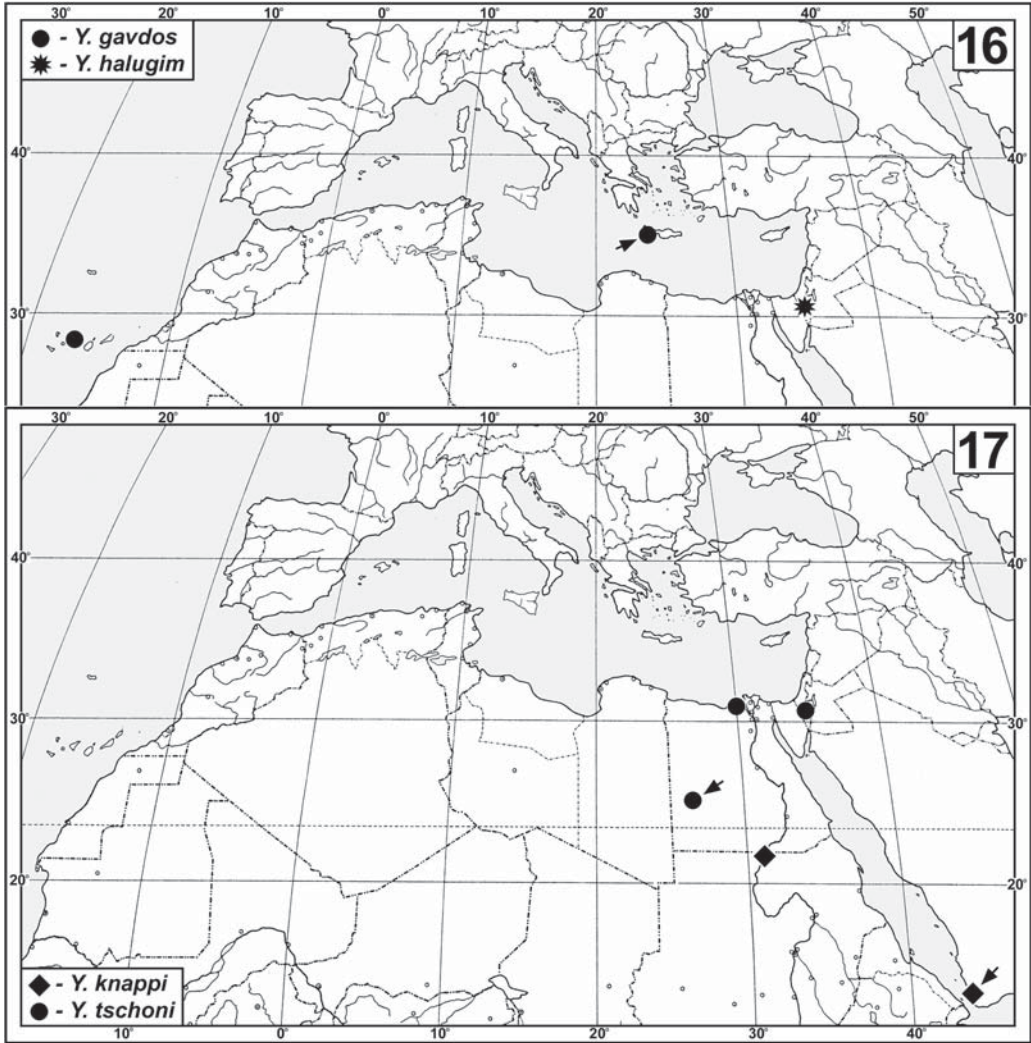 30° 20° 10° 0° 10° 20° 30° 40° 50°
● - Y. gavdos
✸ - Y. halugim
16
40° 40°
30° 30°
30° 20° 10° 0° 10° 20° 30° 40° 50°
17
40° 40°
30° 30°
20° 20°
◆ - Y. knappi
● - Y. tschoni
10° 0° 10° 20° 30° 40°